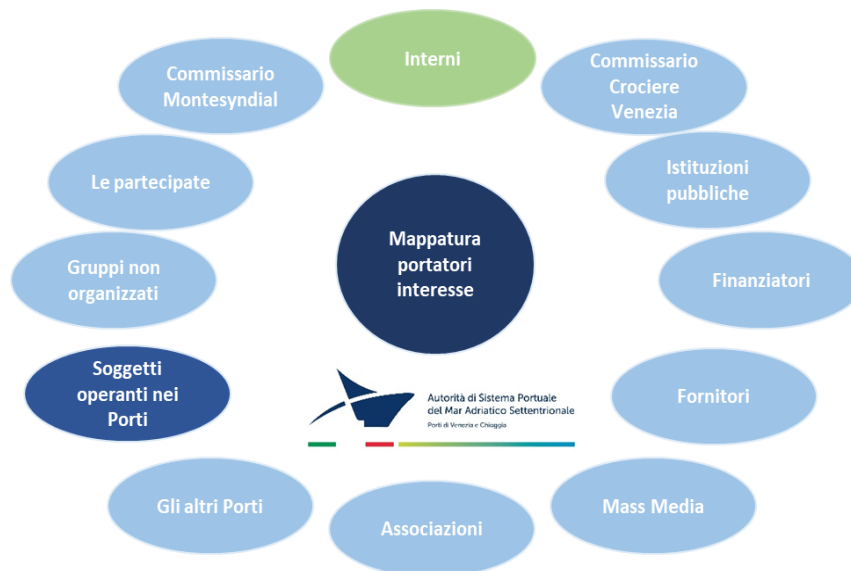 Interni
Commissario
Montesyndial
Commissario
Crociere
Venezia
Le partecipate
Istituzioni
pubbliche
Mappatura
portatori
interesse
Gruppi non
organizzati
Finanziatori
Soggetti
operanti nei
Porti
Fornitori
Autorità di Sistema Portuale
del Mar Adriatico Settentrionale
Porti di Venezia e Chioggia
Gli altri Porti
Associazioni
Mass Media